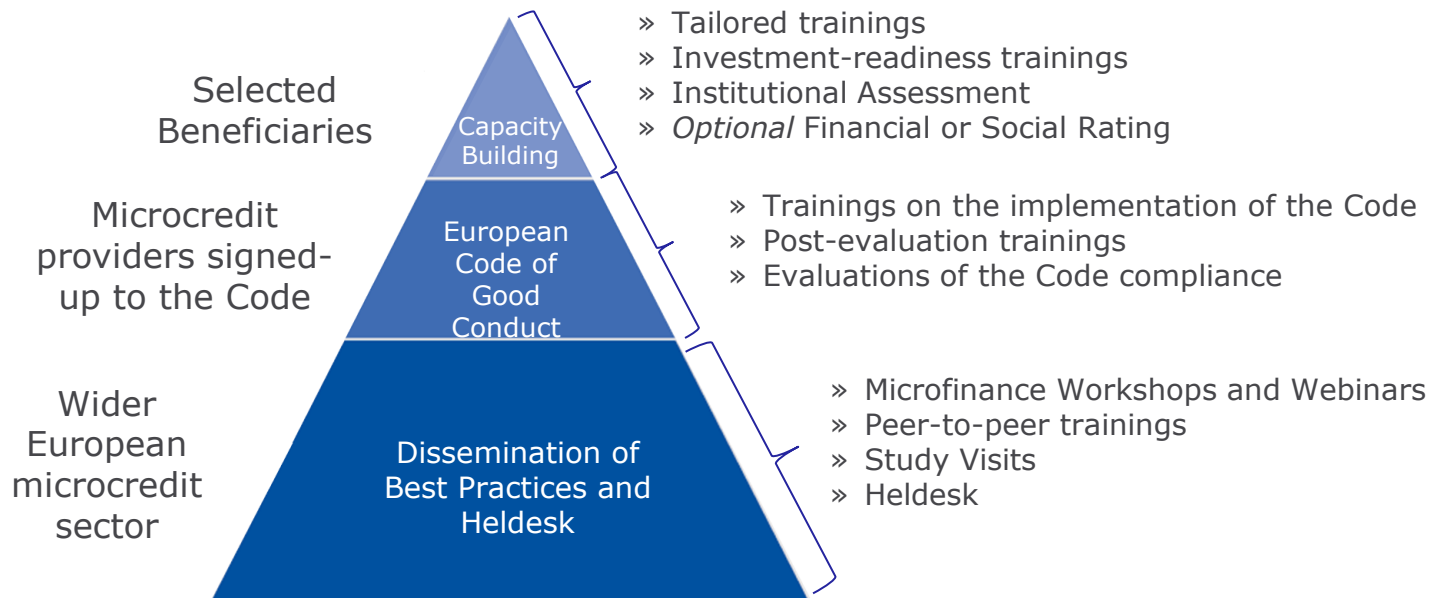 Selected
Beneficiaries
Capacity
Building
» Tailored trainings
» Investment-readiness trainings
» Institutional Assessment
» Optional Financial or Social Rating
Microcredit
providers signed-
up to the Code
European
Code of
Good
Conduct
» Trainings on the implementation of the Code
» Post-evaluation trainings
» Evaluations of the Code compliance
Wider
European
microcredit
sector
Dissemination of
Best Practices and
Heldesk
» Microfinance Workshops and Webinars
» Peer-to-peer trainings
» Study Visits
» Heldesk